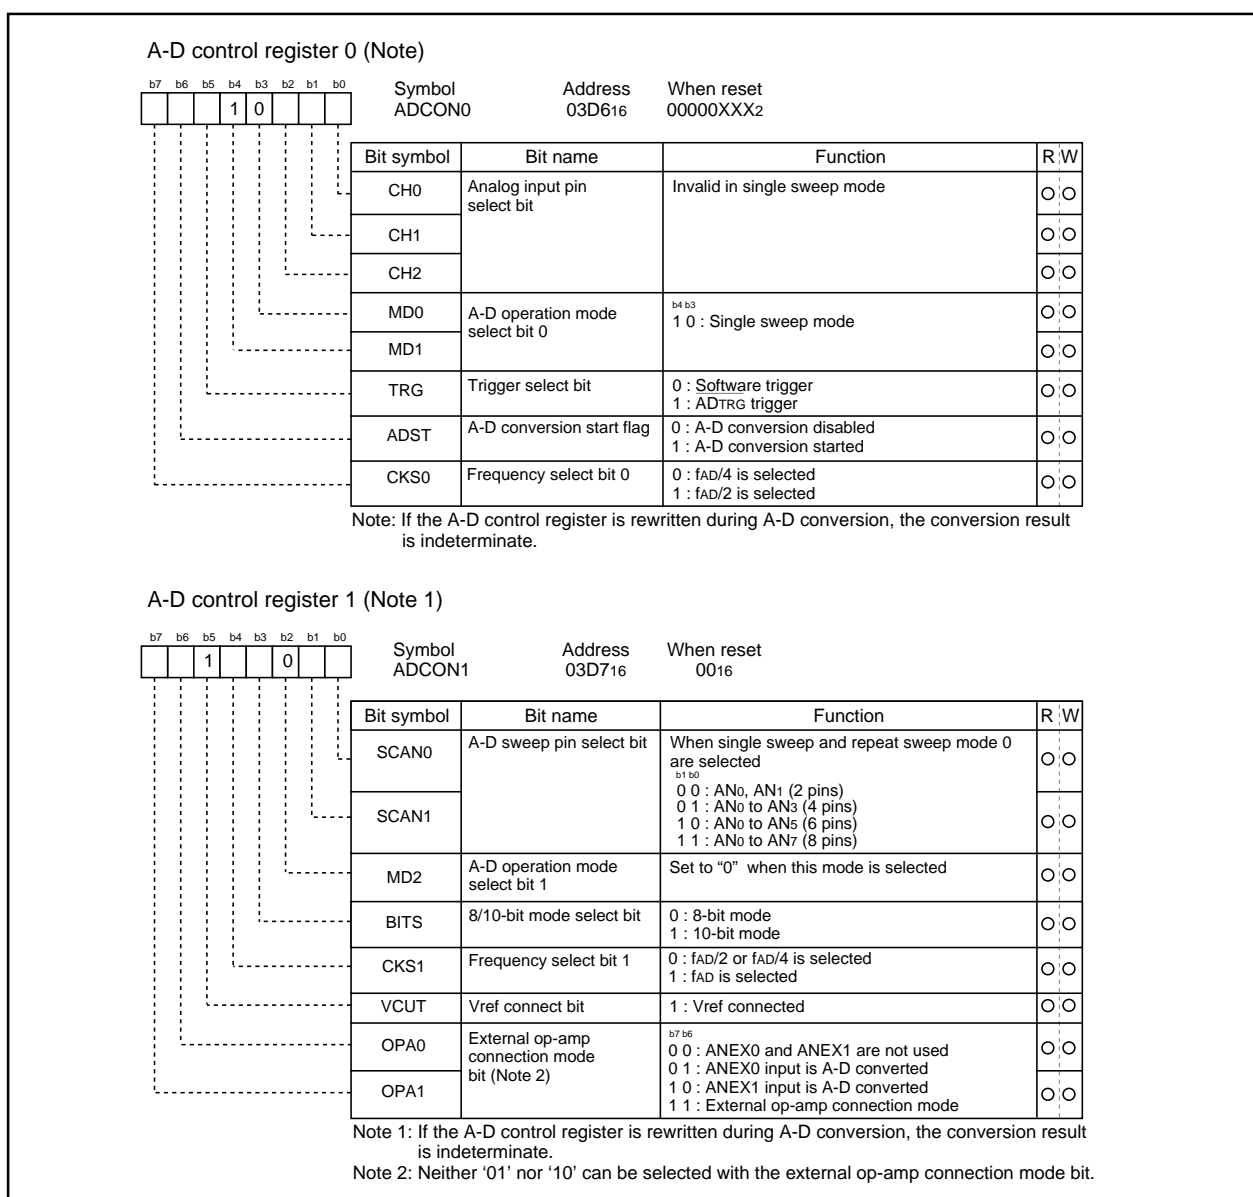 A-D control register 0 (Note)
b7 b6 b5 b4 b3 b2 b1 b0
1 0
Symbol Address When reset
ADCON0 03D616 00000XXX2
Bit symbol Bit name Function R W
CH0 Analog input pin Invalid in single sweep mode
select bit
CH1
CH2
MD0 A-D operation mode
select bit 0
b4 b3
1 0 : Single sweep mode
MD1
TRG Trigger select bit 0 : Software trigger
1 : ADTRG trigger
ADST A-D conversion start flag 0 : A-D conversion disabled
1 : A-D conversion started
CKS0 Frequency select bit 0 0 : fAD/4 is selected
1 : fAD/2 is selected
Note: If the A-D control register is rewritten during A-D conversion, the conversion result
is indeterminate.
A-D control register 1 (Note 1)
b7 b6 b5 b4 b3 b2 b1 b0
1 0
Symbol Address When reset
ADCON1 03D716 0016
Bit symbol Bit name Function R W
SCAN0 A-D sweep pin select bit When single sweep and repeat sweep mode 0
are selected
b1 b0
0 0 : AN0, AN1 (2 pins)
0 1 : AN0 to AN3 (4 pins)
SCAN1 1 0 : AN0 to AN5 (6 pins)
1 1 : AN0 to AN7 (8 pins)
MD2 A-D operation mode Set to “0” when this mode is selected
select bit 1
BITS 8/10-bit mode select bit 0 : 8-bit mode
1 : 10-bit mode
CKS1 Frequency select bit 1 0 : fAD/2 or fAD/4 is selected
1 : fAD is selected
VCUT Vref connect bit 1 : Vref connected
OPA0 External op-amp
connection mode
bit (Note 2)
b7 b6
0 0 : ANEX0 and ANEX1 are not used
0 1 : ANEX0 input is A-D converted
OPA1 1 0 : ANEX1 input is A-D converted
1 1 : External op-amp connection mode
Note 1: If the A-D control register is rewritten during A-D conversion, the conversion result
is indeterminate.
Note 2: Neither ‘01’ nor ‘10’ can be selected with the external op-amp connection mode bit.